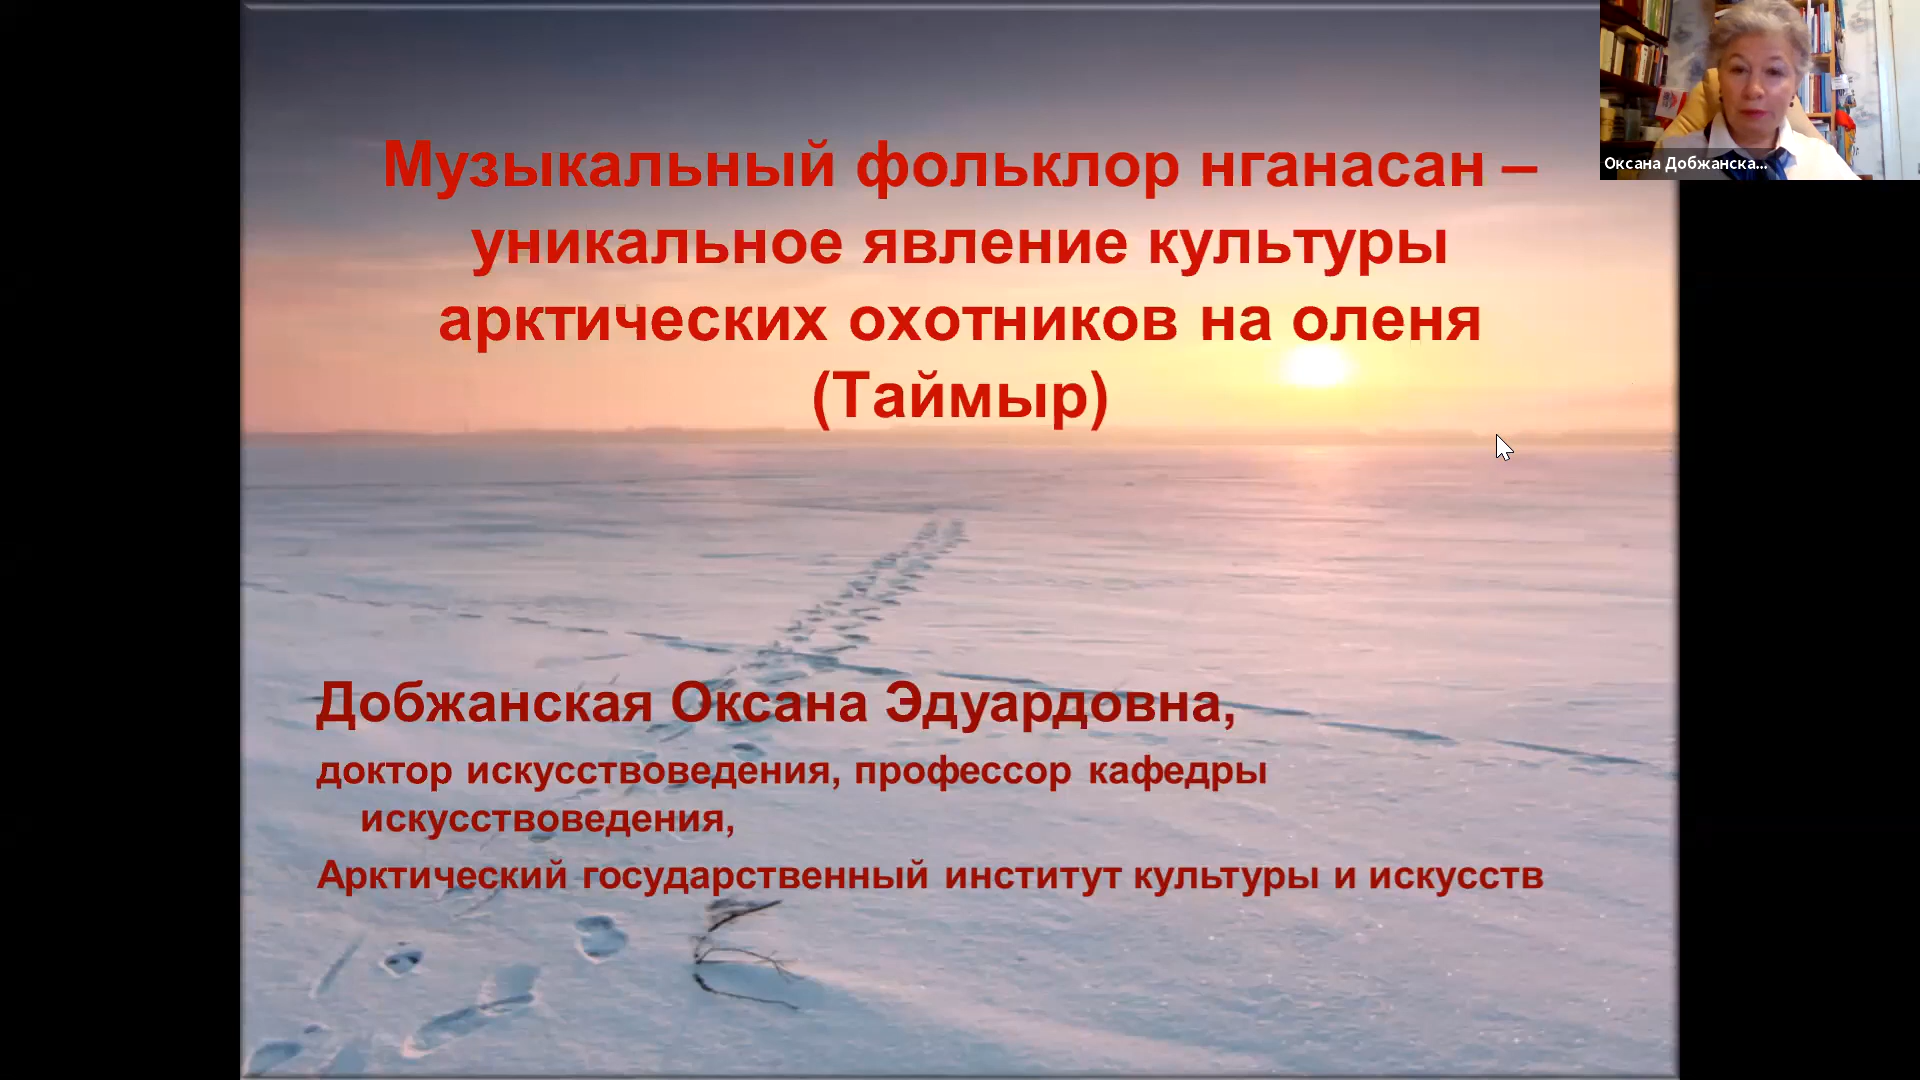 Музыкальный фольклор нганасан –
уникальное явление культуры
арктических охотников на оленя
(Таймыр)
Оксана Добжанска...
Добжанская Оксана Эдуардовна,
доктор искусствоведения, профессор кафедры
искусствоведения,
Арктический государственный институт культуры и искусств